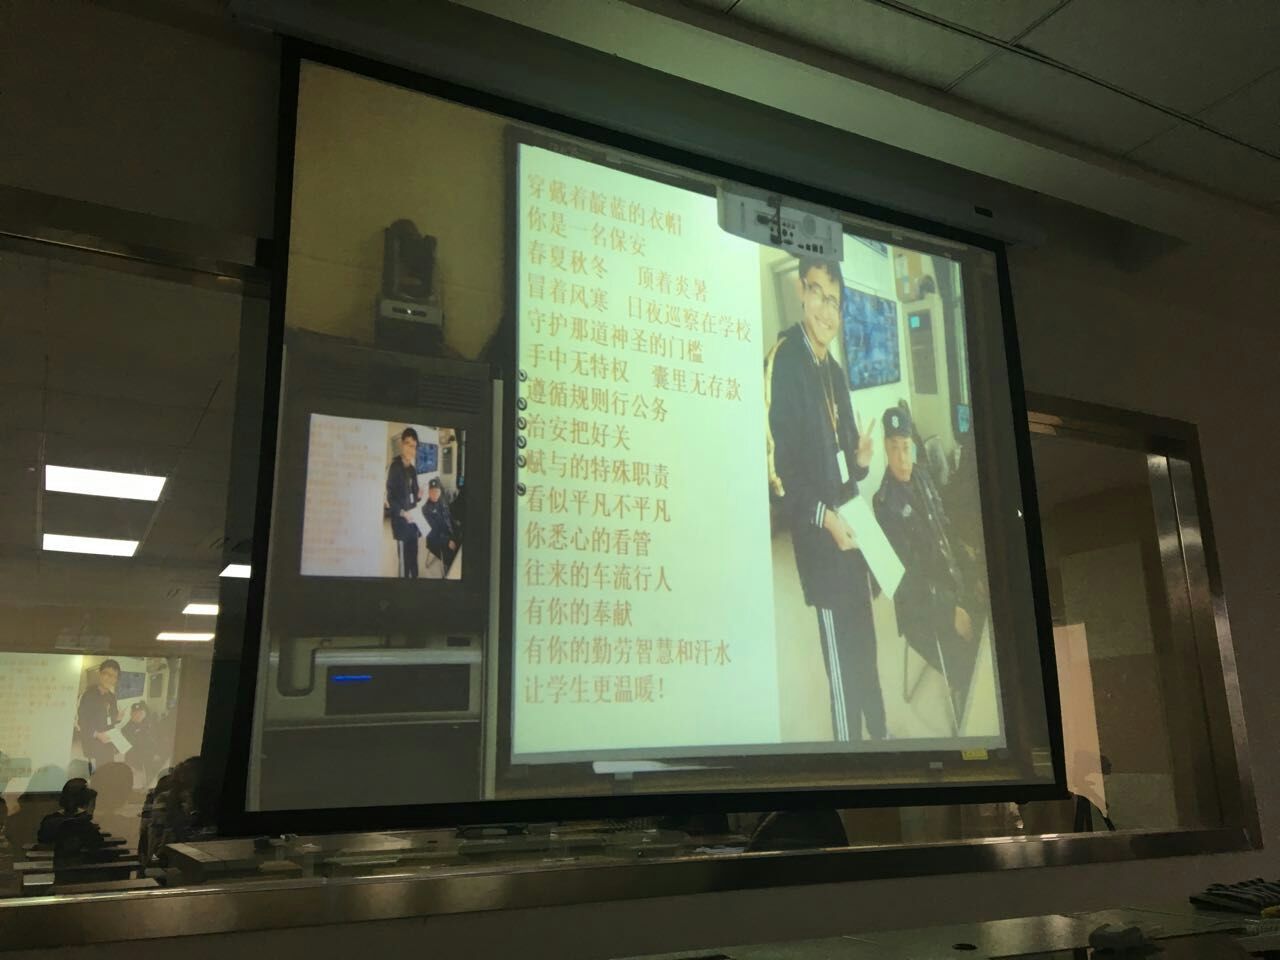 穿戴着靛蓝的衣帽
你是一名保安
春夏秋冬　顶着炎暑
冒着风寒　日夜巡察在学校
守护那道神圣的门槛
手中无特权　囊里无存款
遵循规则行公务
治安把好关
赋与的特殊职责
看似平凡不平凡
你悉心的看管
往来的车流行人
有你的奉献
有你的勤劳智慧和汗水
让学生更温暖！